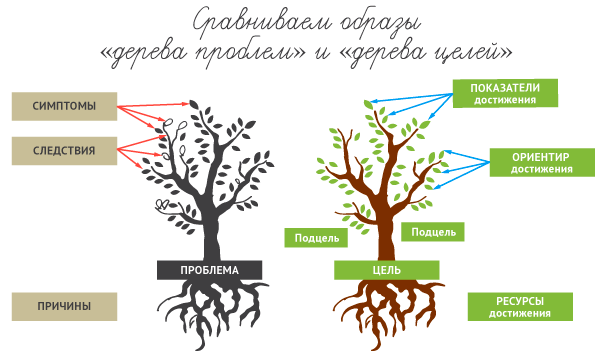 Сравниваем образы
«дерева проблем» и «дерева целей»
СИМПТОМЫ
СЛЕДСТВИЯ
ПРОБЛЕМА
ПРИЧИНЫ
ПОКАЗАТЕЛИ
достижения
ОРИЕНТИР
достижения
Подцель
Подцель
ЦЕЛЬ
РЕСУРСЫ
достижения